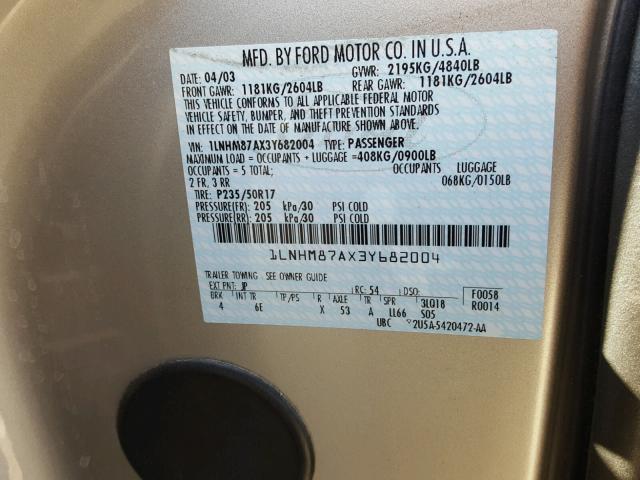 MFD. BY FORD MOTOR CO. IN U.S.A.
DATE: 04/03 GVWR: 2195KG/4840LB
FRONT GAWR: 1181KG/2604LB REAR GAWR: 1181KG/2604LB
THIS VEHICLE CONFORMS TO ALL APPLICABLE FEDERAL MOTOR
VEHICLE SAFETY, BUMPER, AND THEFT PREVENTION STANDARDS
IN EFFECT ON THE DATE OF MANUFACTURE SHOWN ABOVE.
VIN: 1LNHM87AX3Y682004 TYPE: PASSENGER
MAXIMUM LOAD = OCCUPANTS + LUGGAGE = 408KG/0900LB
OCCUPANTS = 5 TOTAL; OCCUPANTS LUGGAGE
2 FR, 3 RR 068KG/0150LB
TIRE: P235/50R17
PRESSURE(FR): 205 kPa/30 PSI COLD
PRESSURE(RR): 205 kPa/30 PSI COLD
1LNHM87AX3Y682004
TRAILER TOWING - SEE OWNER GUIDE
EXT PNT: JP RC: 54 DSO: F0058
BRK INT TR TP/PS R AXLE TR SPR 3LQ18 R0014
4 6E X 53 A LL66 S05
UBC 2U5A-5420472-AA